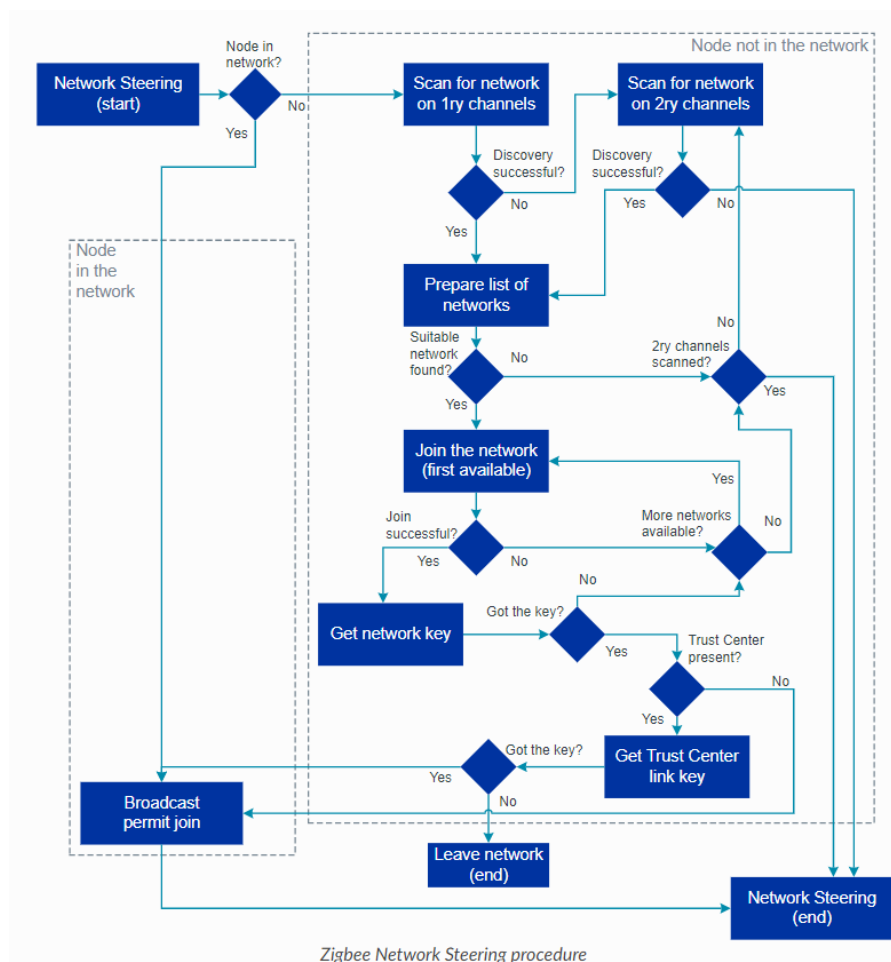 Node in
network?
Node not in the network
Network Steering
(start)
Scan for network
on 1ry channels
Scan for network
on 2ry channels
No
Yes
Discovery
successful?
Discovery
successful?
No
Yes
No
Yes
Node
in the
network
Prepare list of
networks
Suitable
network
found?
No
No
2ry channels
scanned?
Yes
Yes
Join the network
(first available)
Yes
Join
successful?
More networks
available?
No
Yes
No
No
Get network key
Got the key?
Yes
Trust Center
present?
No
Yes
Got the key?
Get Trust Center
link key
Yes
No
Broadcast
permit join
Leave network
(end)
Network Steering
(end)
Zigbee Network Steering procedure